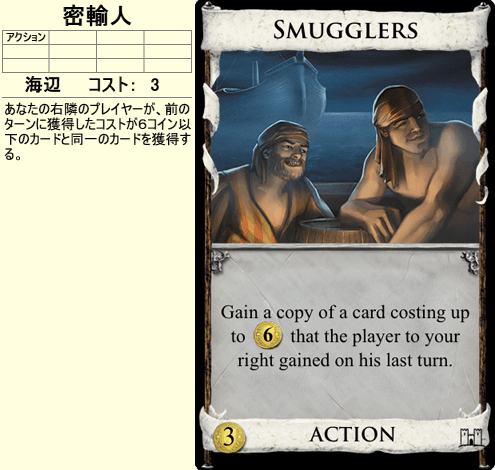 密輸人
アクション
海辺 コスト: 3
あなたの右隣のプレイヤーが、前の
ターンに獲得したコストが6コイン以
下のカードと同一のカードを獲得す
る。
SMUGGLERS
Gain a copy of a card costing up
to 6 that the player to your
right gained on his last turn.
3 ACTION